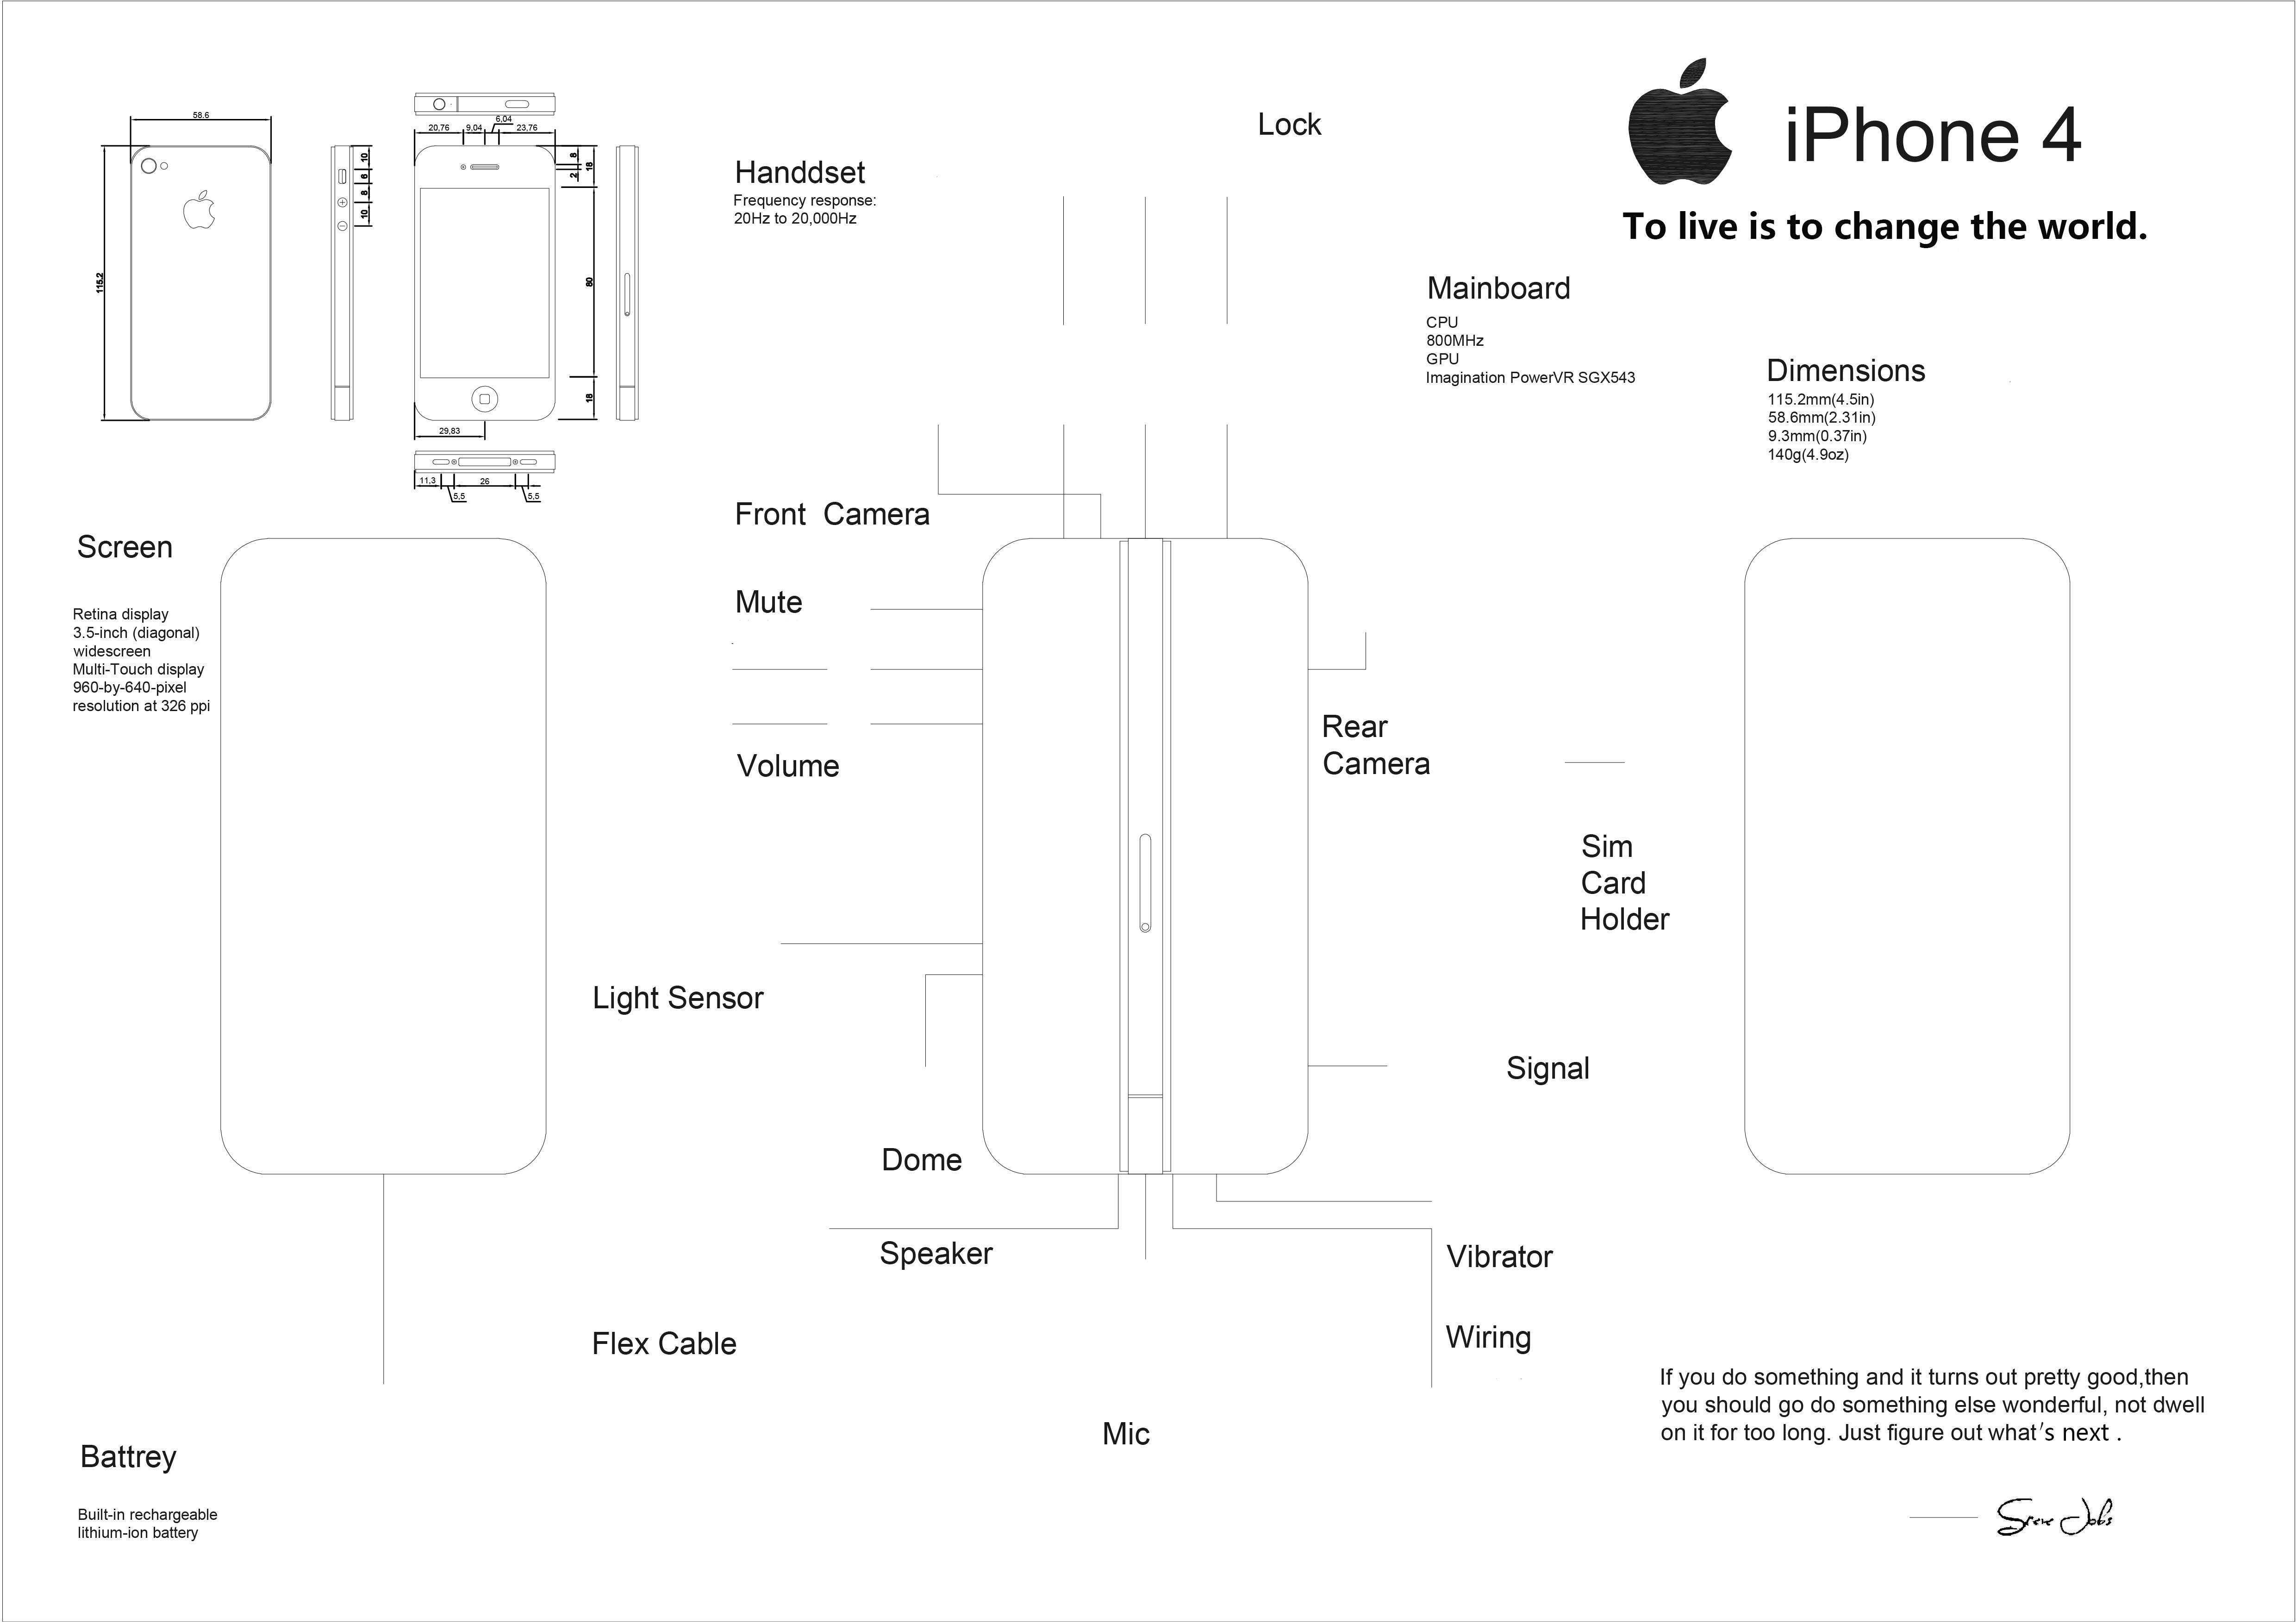 58.6
115.2
10
6
8
10
20,76
9,04
6,04
23,76
8
18
2
80
18
29,83
11,3
5,5
26
5,5
Handdset
Frequency response:
20Hz to 20,000Hz
Lock
iPhone 4
To live is to change the world.
Mainboard
CPU
800MHz
GPU
Imagination PowerVR SGX543
Dimensions
115.2mm(4.5in)
58.6mm(2.31in)
9.3mm(0.37in)
140g(4.9oz)
Screen
Retina display
3.5-inch (diagonal)
widescreen
Multi-Touch display
960-by-640-pixel
resolution at 326 ppi
Front Camera
Mute
Volume
Rear
Camera
Sim
Card
Holder
Light Sensor
Signal
Dome
Speaker
Vibrator
Flex Cable
Wiring
Mic
Battrey
Built-in rechargeable
lithium-ion battery
If you do something and it turns out pretty good,then
you should go do something else wonderful, not dwell
on it for too long. Just figure out what's next .
Steve Jobs